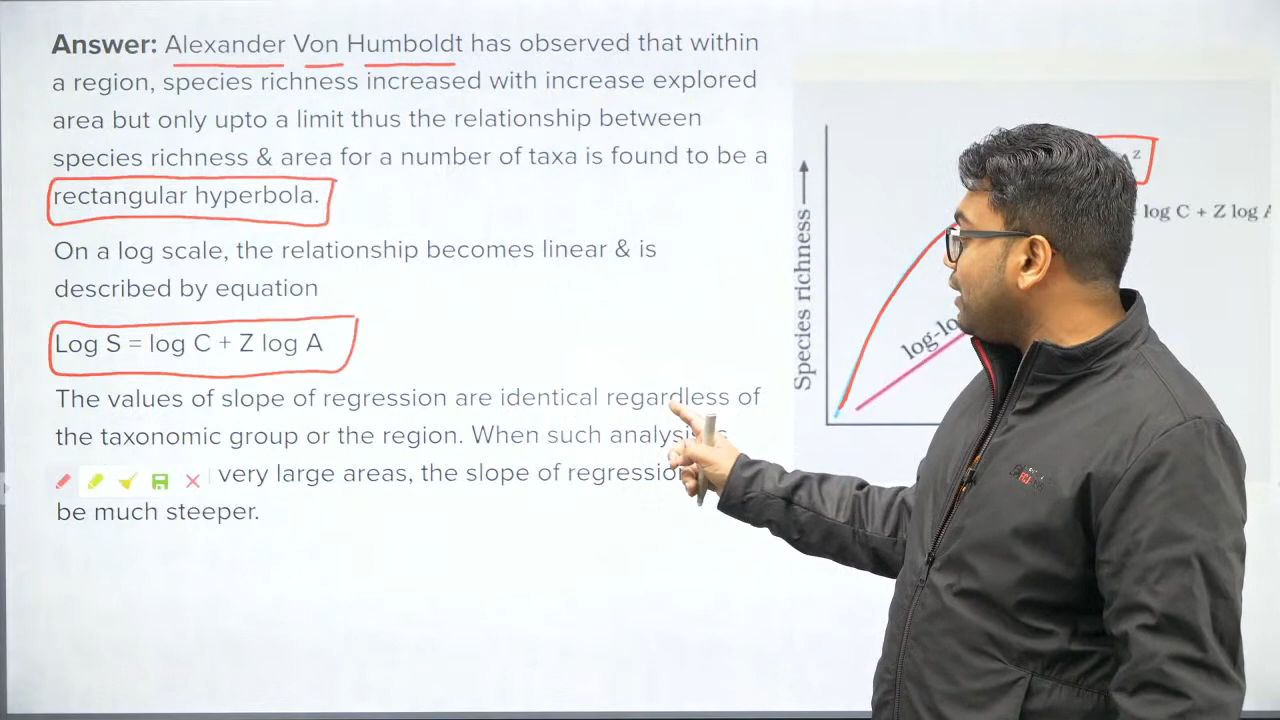 Answer: Alexander Von Humboldt has observed that within
a region, species richness increased with increase explored
area but only upto a limit thus the relationship between
species richness & area for a number of taxa is found to be a
rectangular hyperbola.
On a log scale, the relationship becomes linear & is
described by equation
Log S = log C + Z log A
The values of slope of regression are identical regardless of
the taxonomic group or the region. When such analysis
very large areas, the slope of regression
be much steeper.
Species richness
log C + Z log A